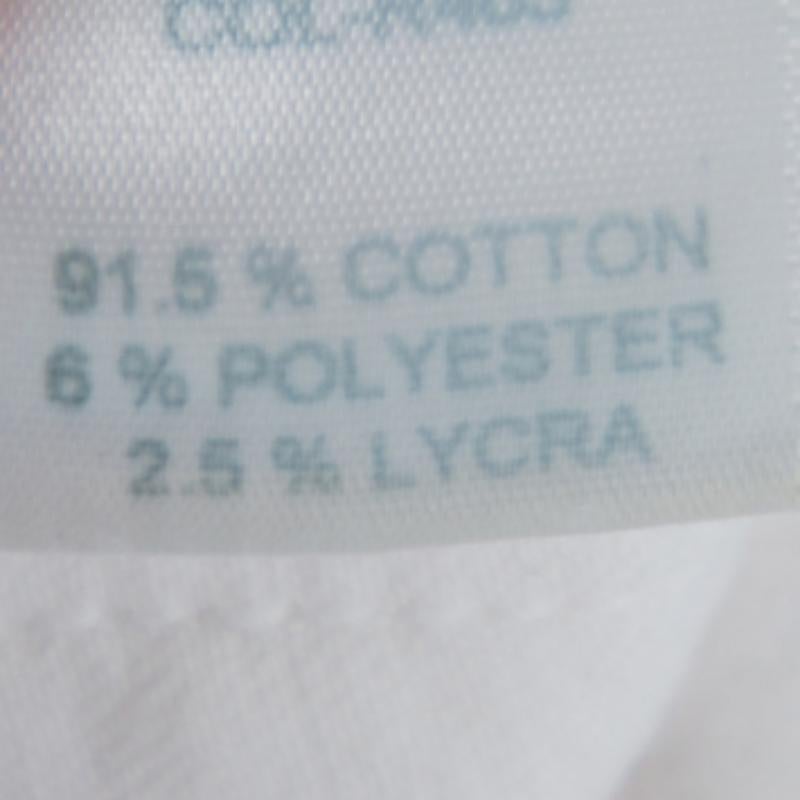 91.5 % COTTON
6 % POLYESTER
2.5 % LYCRA